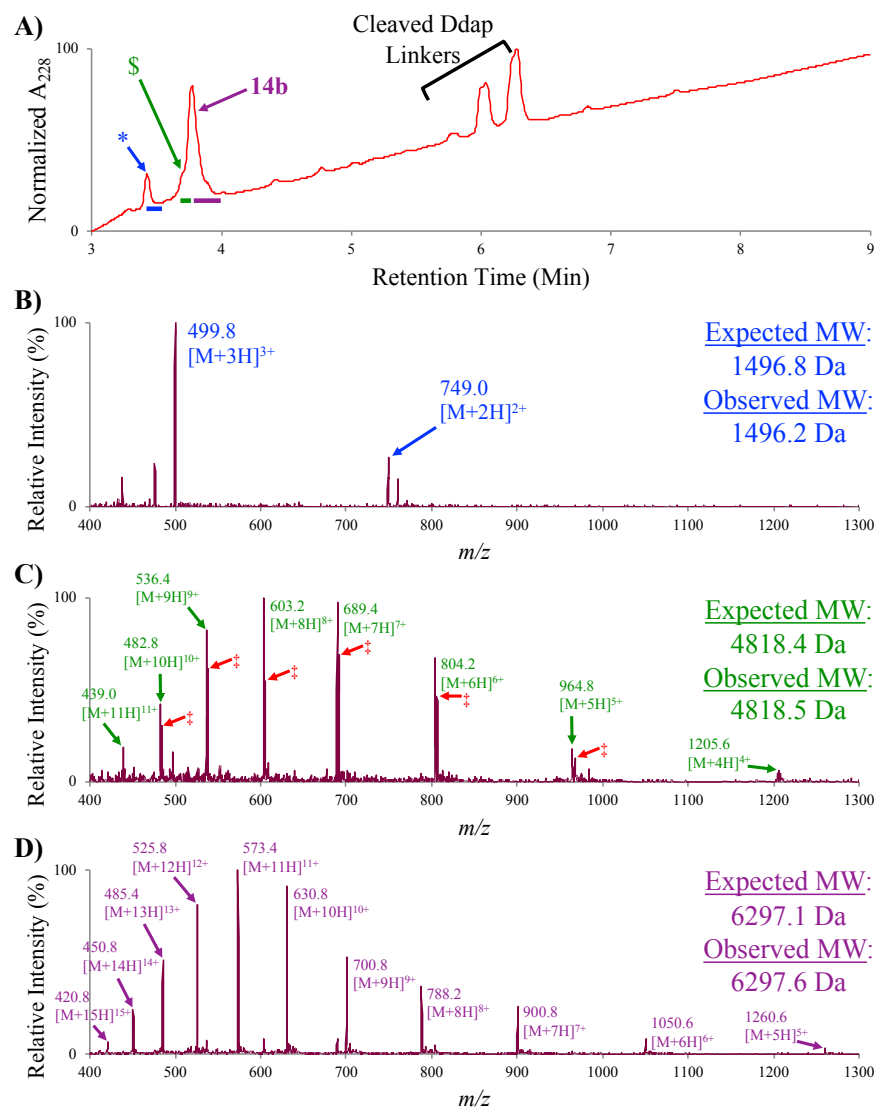 A)
Normalized A228
100
0
*
$
14b
Cleaved Ddap
Linkers
3
4
5
6
7
8
9
Retention Time (Min)
B)
Relative Intensity (%)
100
0
499.8
[M+3H]3+
749.0
[M+2H]2+
Expected MW:
1496.8 Da
Observed MW:
1496.2 Da
400
500
600
700
800
900
1000
1100
1200
1300
m/z
C)
Relative Intensity (%)
100
0
439.0
[M+11H]11+
482.8
[M+10H]10+
‡
536.4
[M+9H]9+
‡
603.2
[M+8H]8+
‡
689.4
[M+7H]7+
‡
804.2
[M+6H]6+
‡
964.8
[M+5H]5+
‡
1205.6
[M+4H]4+
Expected MW:
4818.4 Da
Observed MW:
4818.5 Da
400
500
600
700
800
900
1000
1100
1200
1300
m/z
D)
Relative Intensity (%)
100
0
420.8
[M+15H]15+
450.8
[M+14H]14+
485.4
[M+13H]13+
525.8
[M+12H]12+
573.4
[M+11H]11+
630.8
[M+10H]10+
700.8
[M+9H]9+
788.2
[M+8H]8+
900.8
[M+7H]7+
1050.6
[M+6H]6+
1260.6
[M+5H]5+
Expected MW:
6297.1 Da
Observed MW:
6297.6 Da
400
500
600
700
800
900
1000
1100
1200
1300
m/z